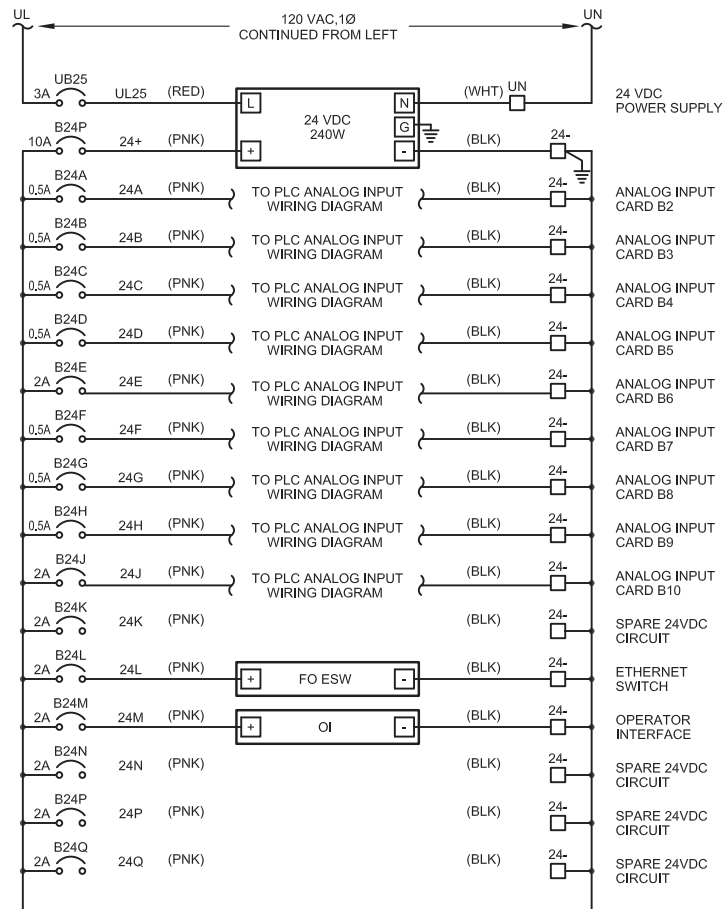 UL 120 VAC,1Ø UN
CONTINUED FROM LEFT
UB25
3A UL25 (RED) L N (WHT) UN 24 VDC
POWER SUPPLY
24 VDC
240W
G
B24P
10A 24+ (PNK) + - (BLK) 24-
B24A
0.5A 24A (PNK) TO PLC ANALOG INPUT (BLK) 24- ANALOG INPUT
WIRING DIAGRAM CARD B2
B24B
0.5A 24B (PNK) TO PLC ANALOG INPUT (BLK) 24- ANALOG INPUT
WIRING DIAGRAM CARD B3
B24C
0.5A 24C (PNK) TO PLC ANALOG INPUT (BLK) 24- ANALOG INPUT
WIRING DIAGRAM CARD B4
B24D
0.5A 24D (PNK) TO PLC ANALOG INPUT (BLK) 24- ANALOG INPUT
WIRING DIAGRAM CARD B5
B24E
2A 24E (PNK) TO PLC ANALOG INPUT (BLK) 24- ANALOG INPUT
WIRING DIAGRAM CARD B6
B24F
0.5A 24F (PNK) TO PLC ANALOG INPUT (BLK) 24- ANALOG INPUT
WIRING DIAGRAM CARD B7
B24G
0.5A 24G (PNK) TO PLC ANALOG INPUT (BLK) 24- ANALOG INPUT
WIRING DIAGRAM CARD B8
B24H
0.5A 24H (PNK) TO PLC ANALOG INPUT (BLK) 24- ANALOG INPUT
WIRING DIAGRAM CARD B9
B24J
2A 24J (PNK) TO PLC ANALOG INPUT (BLK) 24- ANALOG INPUT
WIRING DIAGRAM CARD B10
B24K
2A 24K (PNK) (BLK) 24- SPARE 24VDC
CIRCUIT
B24L
2A 24L (PNK) + FO ESW - (BLK) 24- ETHERNET
SWITCH
B24M
2A 24M (PNK) + OI - (BLK) 24- OPERATOR
INTERFACE
B24N
2A 24N (PNK) (BLK) 24- SPARE 24VDC
CIRCUIT
B24P
2A 24P (PNK) (BLK) 24- SPARE 24VDC
CIRCUIT
B24Q
2A 24Q (PNK) (BLK) 24- SPARE 24VDC
CIRCUIT